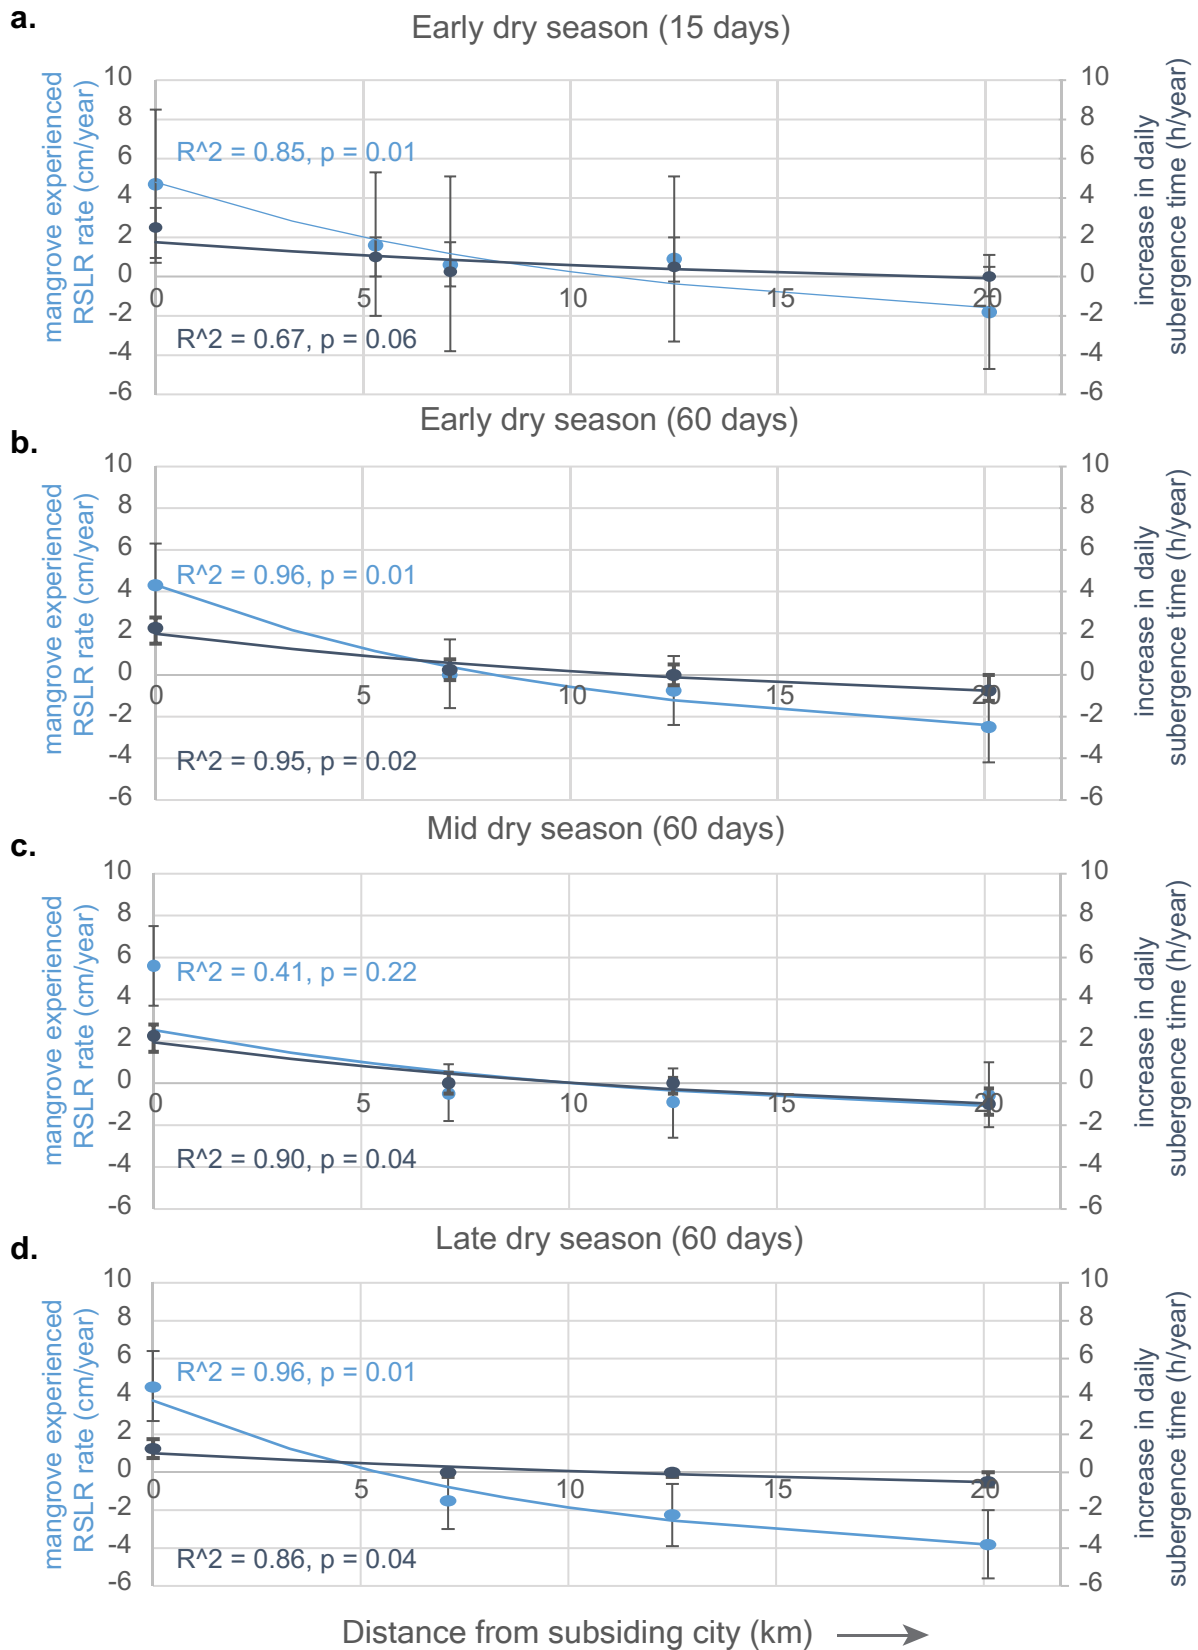 a.
Early dry season (15 days)
mangrove experienced
RSLR rate (cm/year)
10
8
6
4
2
0
-2
-4
-6
R^2 = 0.85, p = 0.01
R^2 = 0.67, p = 0.06
0
5
10
15
20
10
8
6
4
2
0
-2
-4
-6
increase in daily
subergence time (h/year)
b.
Early dry season (60 days)
mangrove experienced
RSLR rate (cm/year)
10
8
6
4
2
0
-2
-4
-6
R^2 = 0.96, p = 0.01
R^2 = 0.95, p = 0.02
0
5
10
15
20
10
8
6
4
2
0
-2
-4
-6
increase in daily
subergence time (h/year)
c.
Mid dry season (60 days)
mangrove experienced
RSLR rate (cm/year)
10
8
6
4
2
0
-2
-4
-6
R^2 = 0.41, p = 0.22
R^2 = 0.90, p = 0.04
0
5
10
15
20
10
8
6
4
2
0
-2
-4
-6
increase in daily
subergence time (h/year)
d.
Late dry season (60 days)
mangrove experienced
RSLR rate (cm/year)
10
8
6
4
2
0
-2
-4
-6
R^2 = 0.96, p = 0.01
R^2 = 0.86, p = 0.04
0
5
10
15
20
10
8
6
4
2
0
-2
-4
-6
increase in daily
subergence time (h/year)
Distance from subsiding city (km)